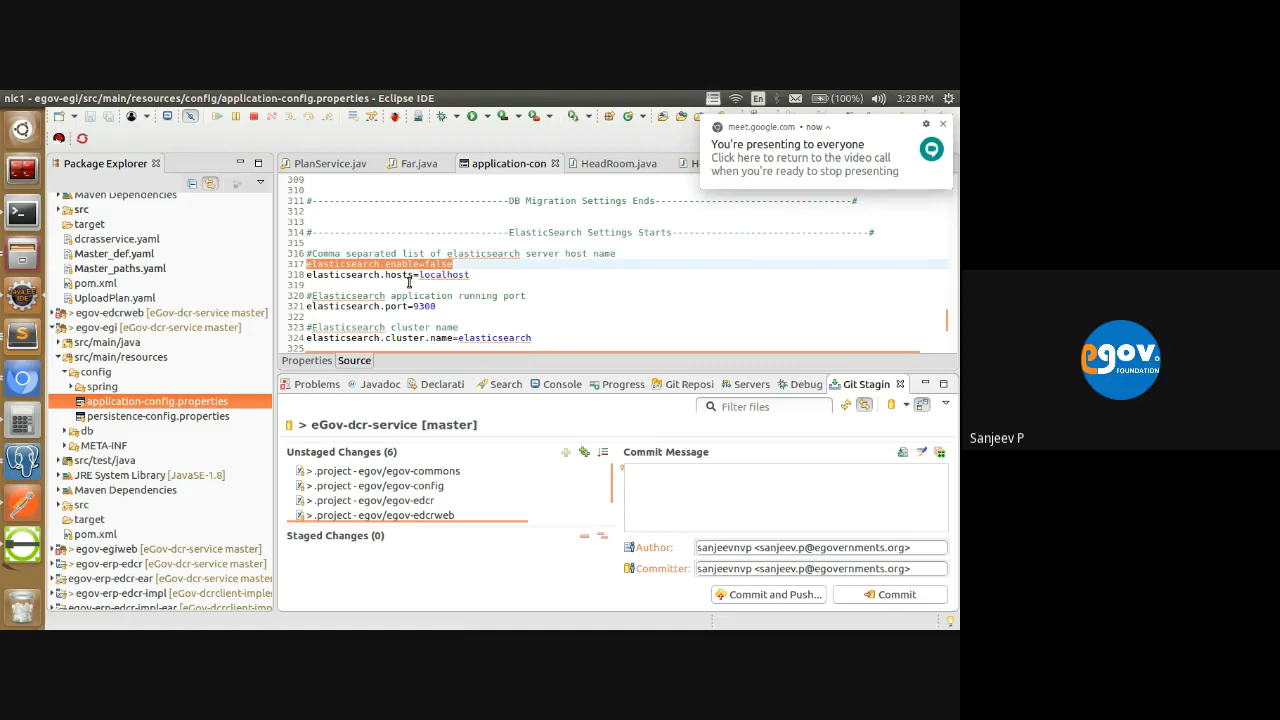 nic1 - egov-egi/src/main/resources/config/application-config.properties - Eclipse IDE
En
(100%)
3:28 PM
meet.google.com • now
You're presenting to everyone
Click here to return to the video call
when you're ready to stop presenting
Package Explorer
PlanService.jav
Far.java
application-con
HeadRoom.java
Maven Dependencies
src
target
dcrasservice.yaml
Master_def.yaml
Master_paths.yaml
pom.xml
UploadPlan.yaml
> egov-edcrweb [eGov-dcr-service master]
> egov-egi [eGov-dcr-service master]
src/main/java
src/main/resources
config
spring
application-config.properties
persistence-config.properties
db
META-INF
src/test/java
JRE System Library [JavaSE-1.8]
Maven Dependencies
src
target
pom.xml
> egov-egiweb [eGov-dcr-service master]
> egov-erp-edcr [eGov-dcr-service master]
egov-erp-edcr-ear [eGov-dcr-service master
> egov-erp-edcr-impl [eGov-dcrclient-imple
309
310
311 #-----------------------------------DB Migration Settings Ends----------------------------------#
312
313
314 #-----------------------------------ElasticSearch Settings Starts-----------------------------------#
315
316 #Comma separated list of elasticsearch server host name
317 elasticsearch.enable=false
318 elasticsearch.hosts=localhost
319
320 #Elasticsearch application running port
321 elasticsearch.port=9300
322
323 #Elasticsearch cluster name
324 elasticsearch.cluster.name=elasticsearch
325
Properties
Source
Problems
Javadoc
Declarati
Search
Console
Progress
Git Reposi
Servers
Debug
Git Stagin
Filter files
> eGov-dcr-service [master]
Unstaged Changes (6)
> .project - egov/egov-commons
> .project - egov/egov-config
> .project - egov/egov-edcr
> .project - egov/egov-edcrweb
Staged Changes (0)
Commit Message
Author:
sanjeevnvp <sanjeev.p@egovernments.org>
Committer:
sanjeevnvp <sanjeev.p@egovernments.org>
Commit and Push...
Commit
egov.
FOUNDATION
Sanjeev P